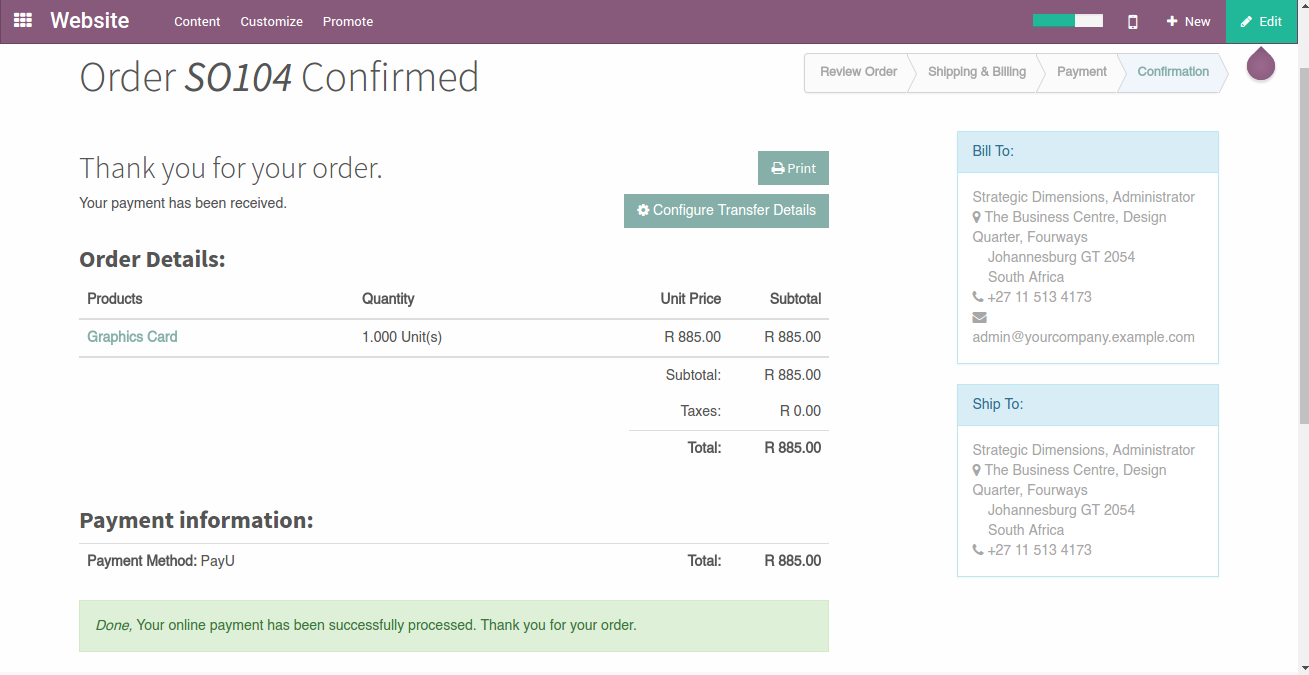 Website
Content Customize Promote
New
Edit
Order SO104 Confirmed
Review Order Shipping & Billing Payment Confirmation
Thank you for your order.
Your payment has been received.
Print
Configure Transfer Details
Order Details:
Products Quantity Unit Price Subtotal
Graphics Card 1.000 Unit(s) R 885.00 R 885.00
Subtotal: R 885.00
Taxes: R 0.00
Total: R 885.00
Payment information:
Payment Method: PayU Total: R 885.00
Done, Your online payment has been successfully processed. Thank you for your order.
Bill To:
Strategic Dimensions, Administrator
The Business Centre, Design
Quarter, Fourways
Johannesburg GT 2054
South Africa
+27 11 513 4173
admin@yourcompany.example.com
Ship To:
Strategic Dimensions, Administrator
The Business Centre, Design
Quarter, Fourways
Johannesburg GT 2054
South Africa
+27 11 513 4173